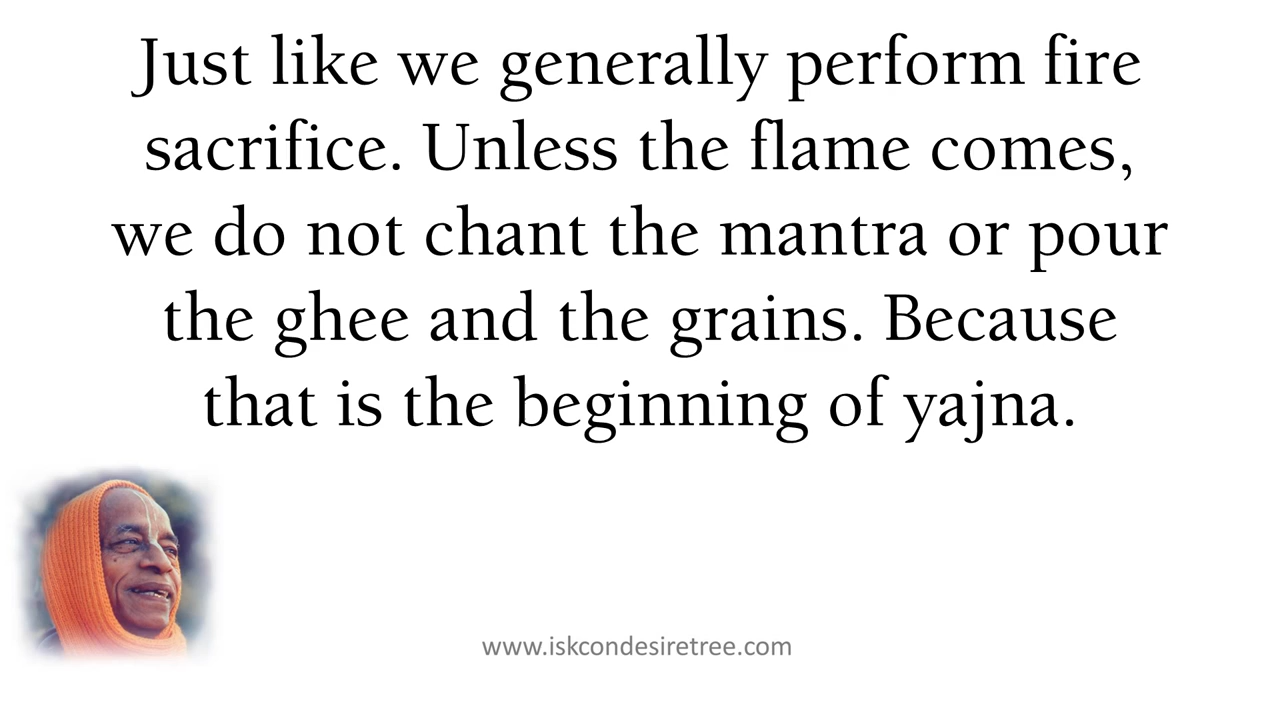 Just like we generally perform fire
sacrifice. Unless the flame comes,
we do not chant the mantra or pour
the ghee and the grains. Because
that is the beginning of yajna.
www.iskcondesiretree.com